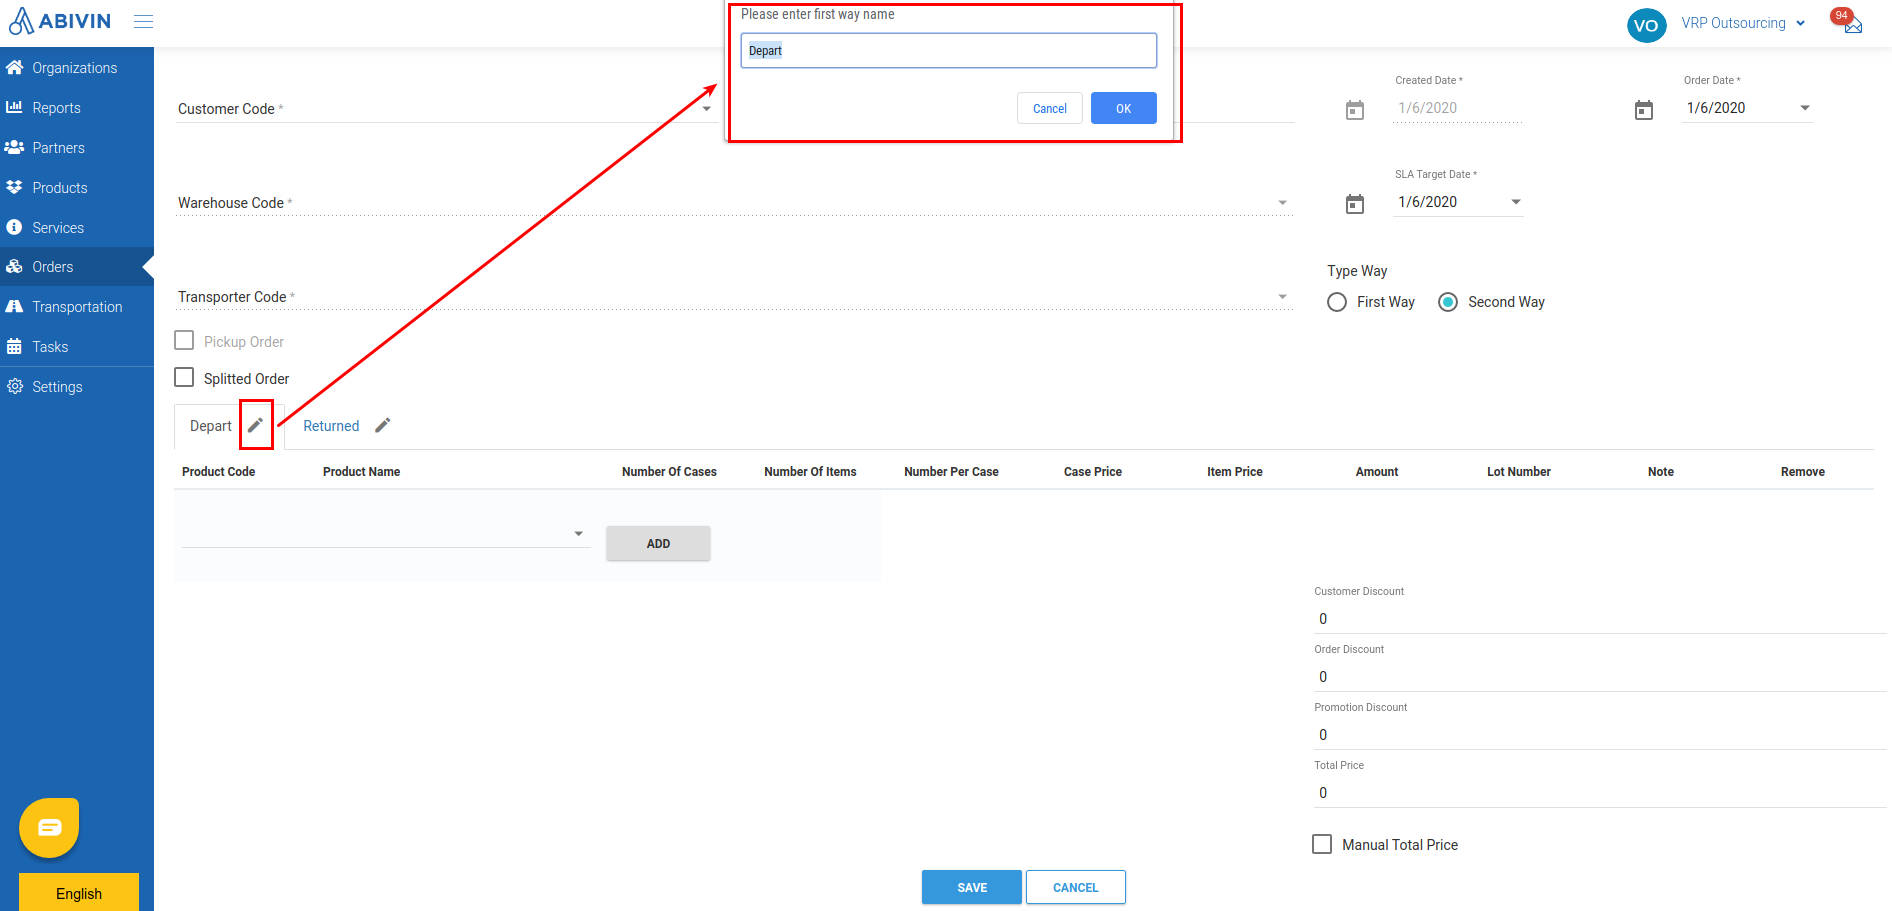 ABIVIN
Please enter first way name
Depart
Cancel
OK
VO
VRP Outsourcing
94
Organizations
Reports
Partners
Products
Services
Orders
Transportation
Tasks
Settings
English
Customer Code *
Created Date *
1/6/2020
Order Date *
1/6/2020
Warehouse Code *
SLA Target Date *
1/6/2020
Transporter Code *
Type Way
First Way
Second Way
Pickup Order
Splitted Order
Depart
Returned
Product Code Product Name Number Of Cases Number Of Items Number Per Case Case Price Item Price Amount Lot Number Note Remove
ADD
Customer Discount
0
Order Discount
0
Promotion Discount
0
Total Price
0
Manual Total Price
SAVE
CANCEL